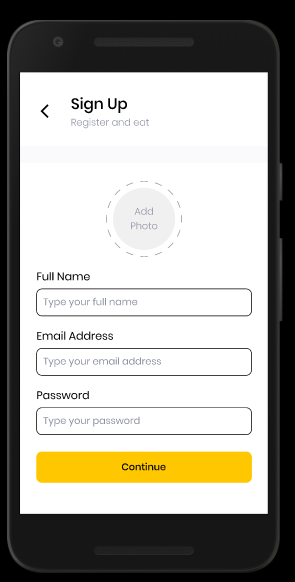 Sign Up
Register and eat
Add
Photo
Full Name
Type your full name
Email Address
Type your email address
Password
Type your password
Continue